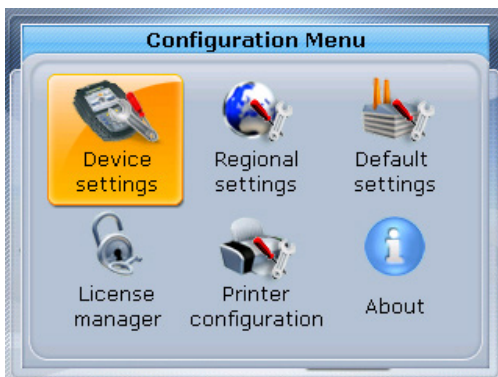 Configuration Menu
Device
settings
Regional
settings
Default
settings
License
manager
Printer
configuration
About